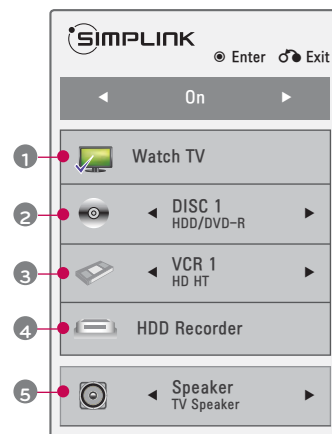 SIMPLINK
◉ Enter Exit
◄ On ►
1 Watch TV
2 ◄ DISC 1 ►
HDD/DVD-R
3 ◄ VCR 1 ►
HD HT
4 HDD Recorder
5 ◄ Speaker ►
TV Speaker